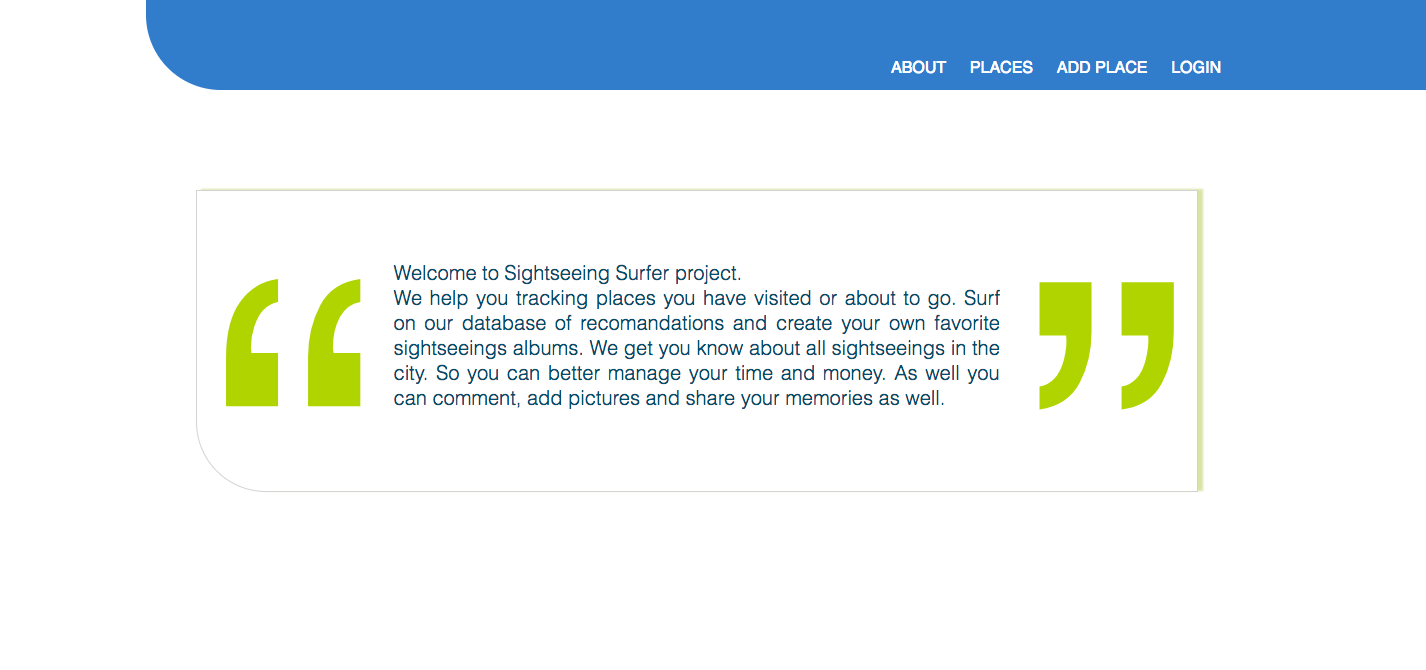 ABOUT PLACES ADD PLACE LOGIN
“ ”
Welcome to Sightseeing Surfer project.
We help you tracking places you have visited or about to go. Surf
on our database of recomandations and create your own favorite
sightseeings albums. We get you know about all sightseeings in the
city. So you can better manage your time and money. As well you
can comment, add pictures and share your memories as well.